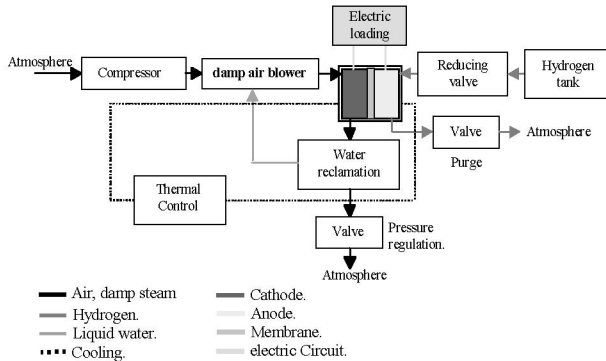 Electric
loading
Atmosphere
Compressor
damp air blower
Reducing
valve
Hydrogen
tank
Valve
Atmosphere
Purge
Water
reclamation
Thermal
Control
Valve
Pressure
regulation.
Atmosphere
Air, damp steam
Hydrogen.
Liquid water.
Cooling.
Cathode.
Anode.
Membrane.
electric Circuit.